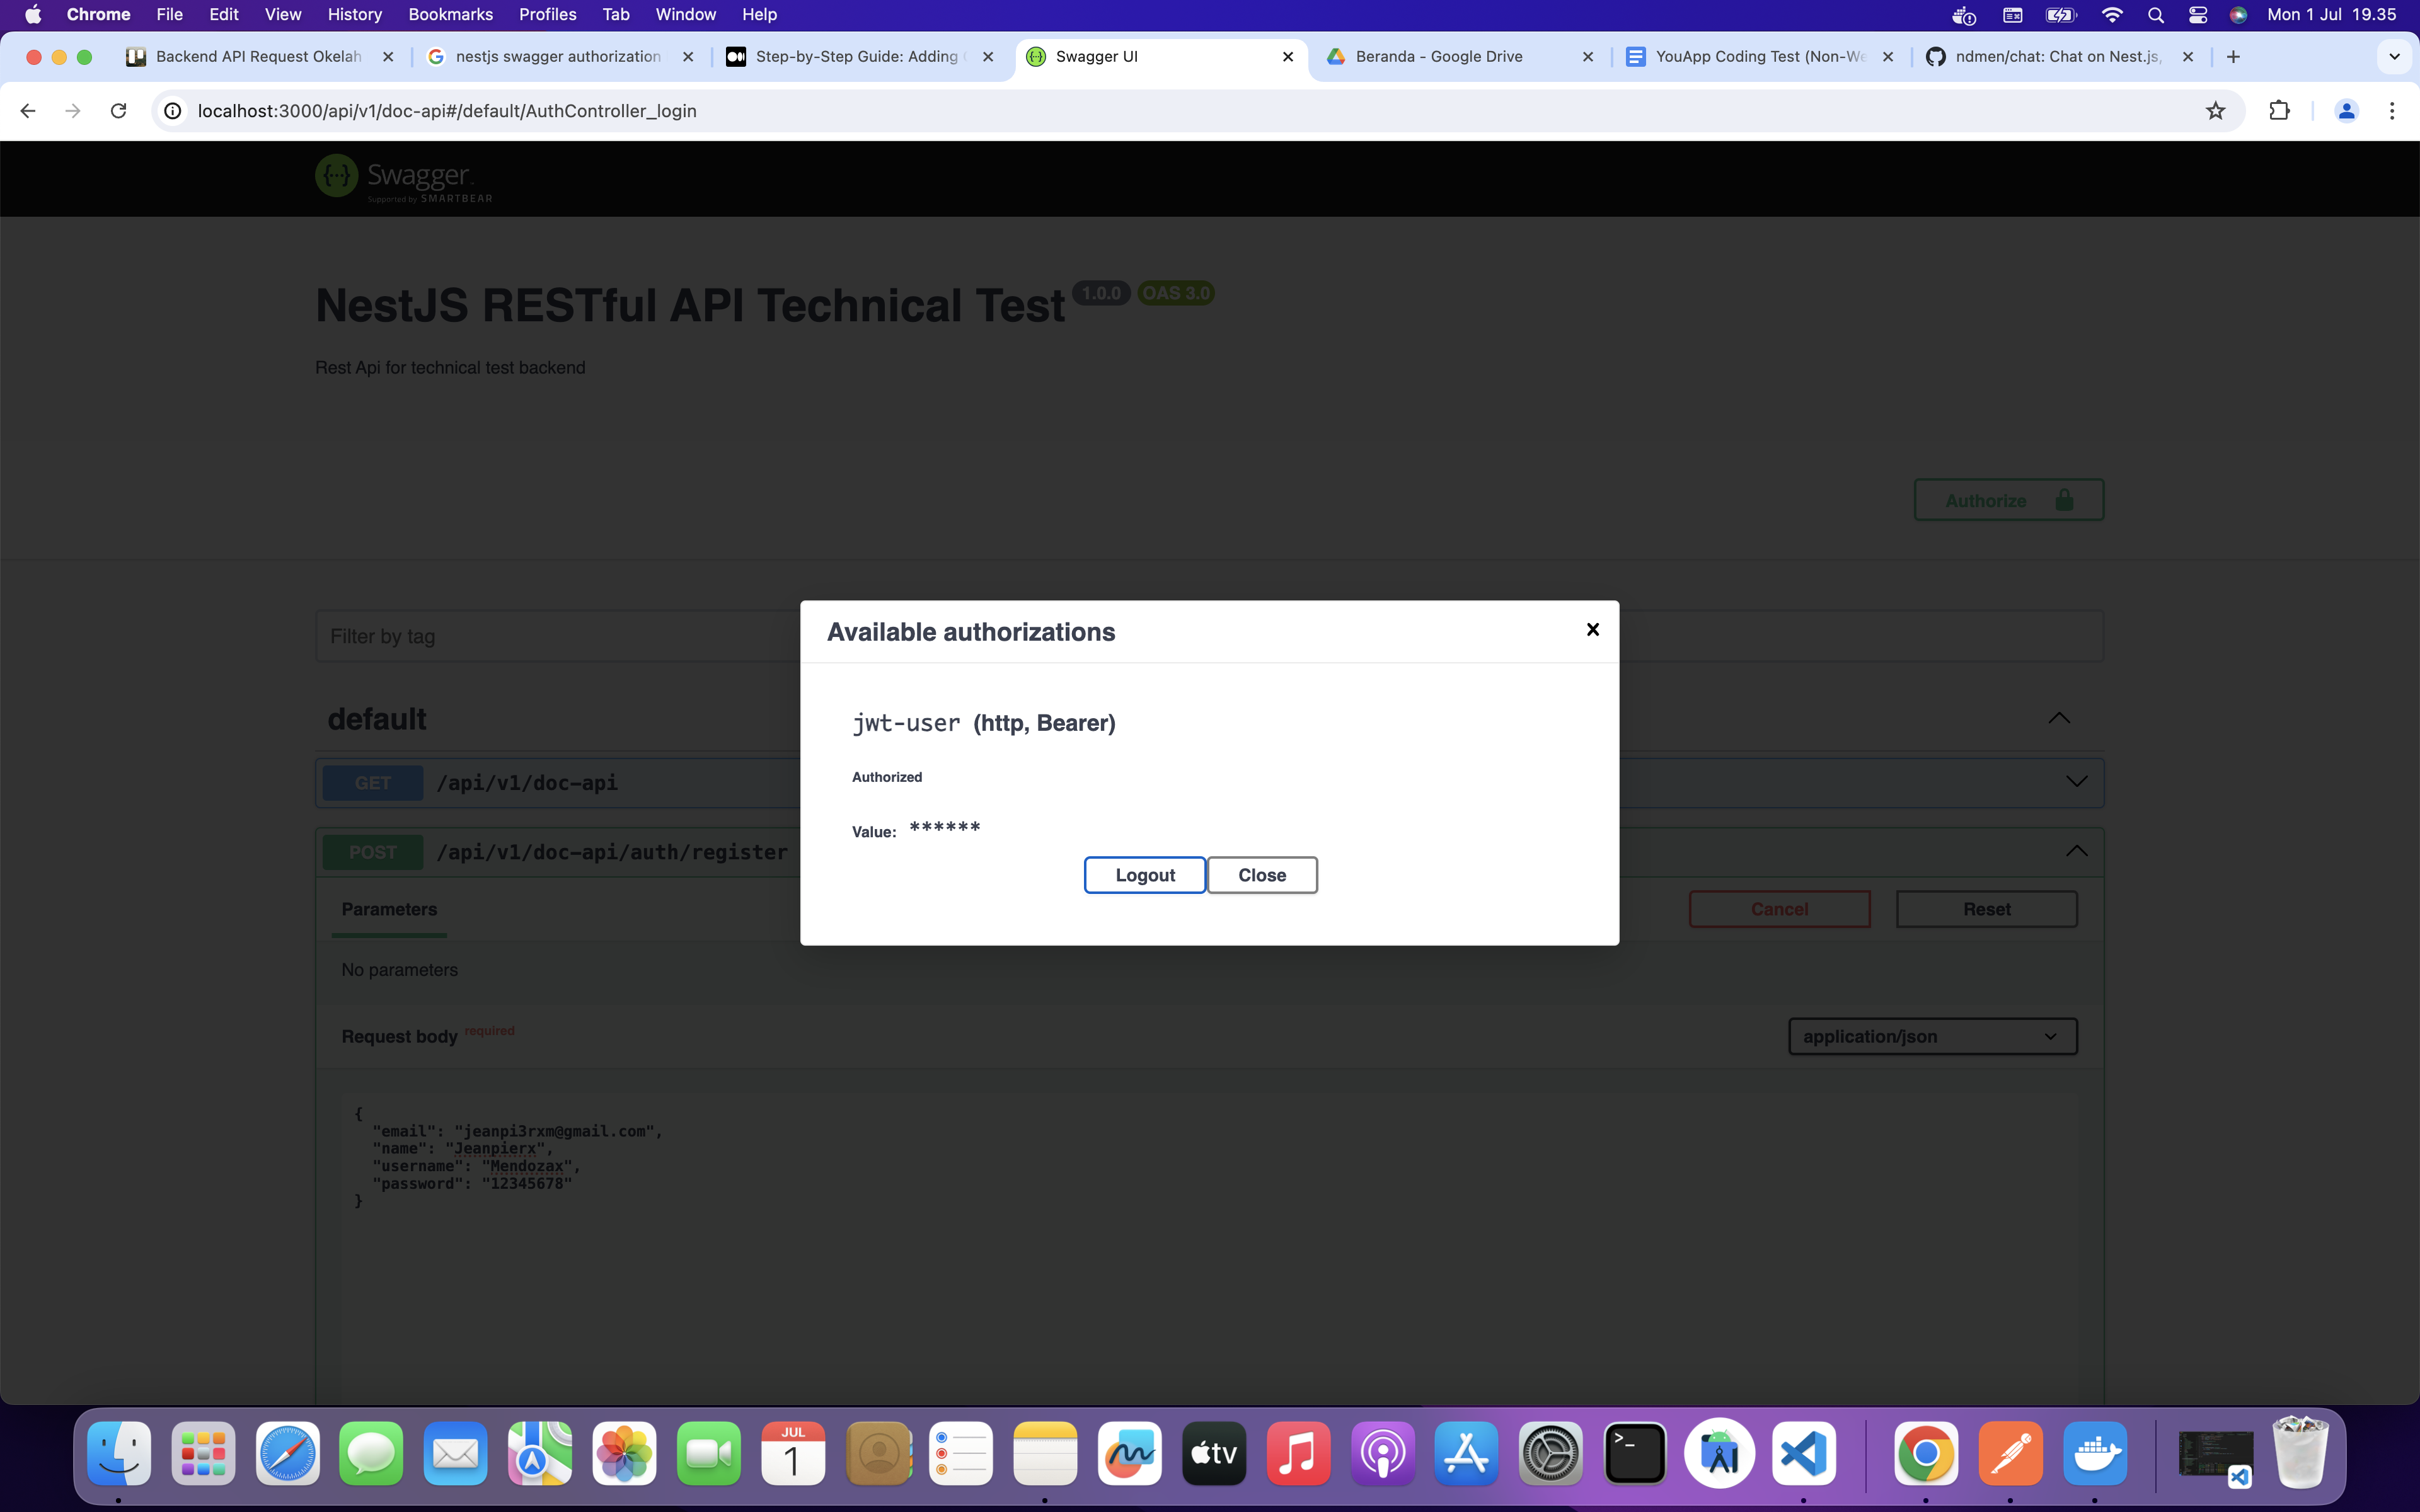 Chrome File Edit View History Bookmarks Profiles Tab Window Help Mon 1 Jul 19.35
Backend API Request Okelah nestjs swagger authorization Step-by-Step Guide: Adding Swagger UI Beranda - Google Drive YouApp Coding Test (Non-We ndmen/chat: Chat on Nest.js,
localhost:3000/api/v1/doc-api#/default/AuthController_login
Swagger
Supported by SMARTBEAR
NestJS RESTful API Technical Test 1.0.0 OAS 3.0
Rest Api for technical test backend
Authorize
Filter by tag
Available authorizations
jwt-user (http, Bearer)
Authorized
Value: ******
Logout Close
default
GET /api/v1/doc-api
POST /api/v1/doc-api/auth/register
Parameters
Cancel Reset
No parameters
Request body required
application/json
{
"email": "jeanpi3rxm@gmail.com",
"name": "Jeanpierx",
"username": "Mendozax",
"password": "12345678"
}
JUL
1
tv